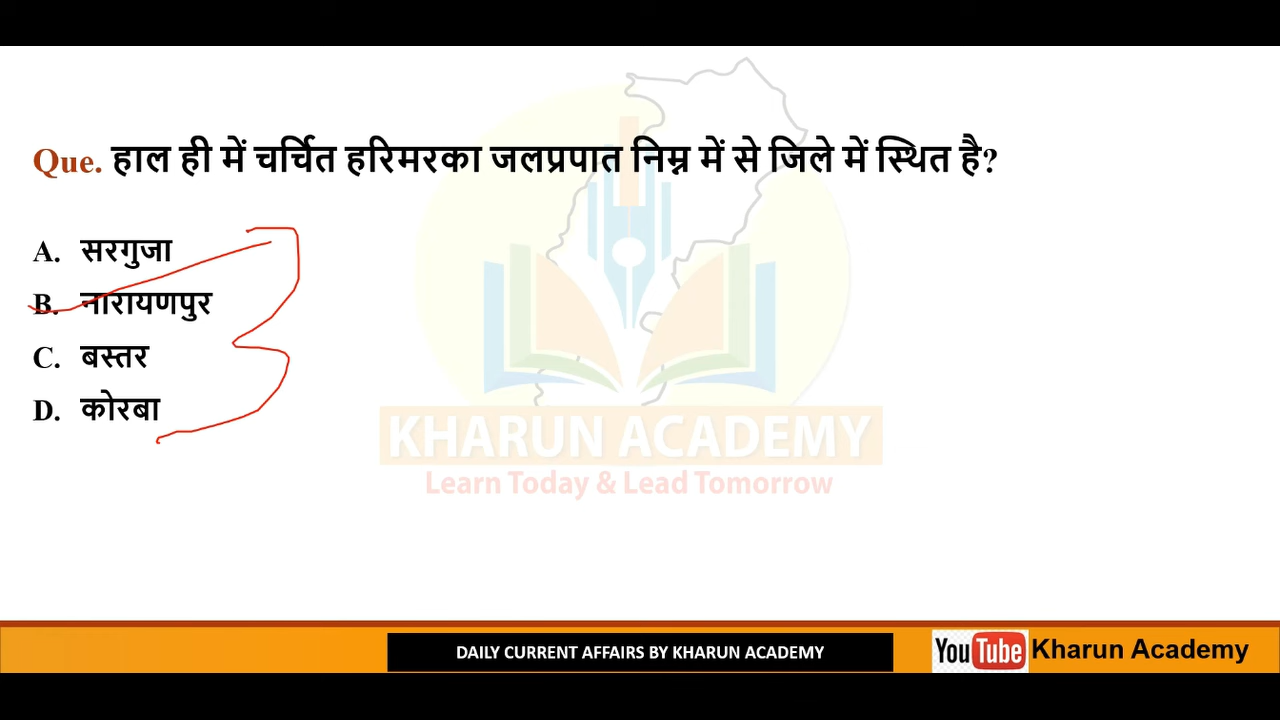 Que. हाल ही में चर्चित हरिमरका जलप्रपात निम्न में से जिले में स्थित है?
A. सरगुजा
B. नारायणपुर
C. बस्तर
D. कोरबा
KHARUN ACADEMY
Learn Today & Lead Tomorrow
DAILY CURRENT AFFAIRS BY KHARUN ACADEMY
YouTube Kharun Academy